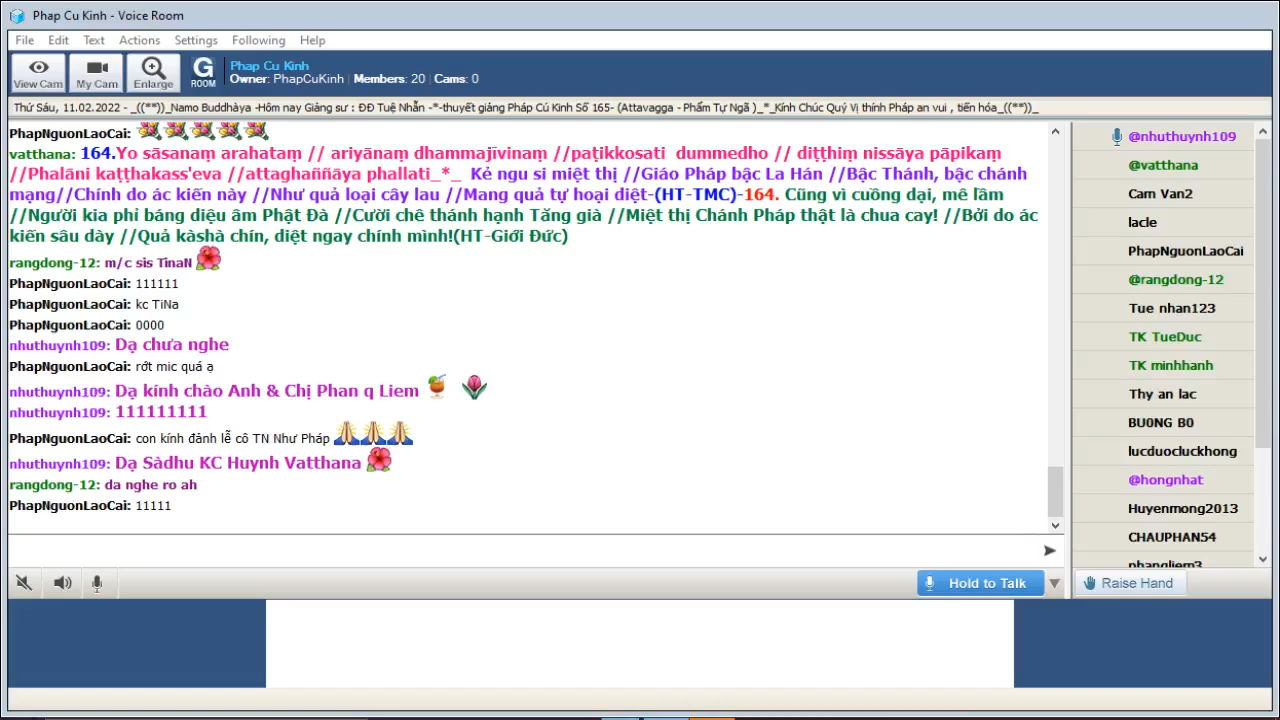 Phap Cu Kinh - Voice Room
File Edit Text Actions Settings Following Help
View Cam My Cam Enlarge G ROOM Phap Cu Kinh
Owner: PhapCuKinh | Members: 20 | Cams: 0
Thứ Sáu, 11.02.2022 - _((**))_Namo Buddhàya -Hôm nay Giảng sư : ĐĐ Tuệ Nhẫn -*-thuyết giảng Pháp Cú Kinh Số 165- (Attavagga - Phẩm Tự Ngã )_*_Kính Chúc Quý Vị thính Pháp an vui , tiến hóa_((**))_
PhapNguonLaoCai:
vatthana: 164.Yo sāsanaṃ arahataṃ // ariyānaṃ dhammajīvinaṃ //paṭikkosati dummedho // diṭṭhiṃ nissāya pāpikaṃ
//Phalāni kaṭṭhakass'eva //attaghaññāya phallati_*_ Kẻ ngu si miệt thị //Giáo Pháp bậc La Hán //Bậc Thánh, bậc chánh
mạng//Chính do ác kiến này //Như quả loại cây lau //Mang quả tự hoại diệt-(HT-TMC)-164. Cũng vì cuồng dại, mê lầm
//Người kia phỉ báng diệu âm Phật Đà //Cười chê thánh hạnh Tăng già //Miệt thị Chánh Pháp thật là chua cay! //Bởi do ác
kiến sâu dày //Quả kàshà chín, diệt ngay chính mình!(HT-Giới Đức)
rangdong-12: m/c sis TinaN
PhapNguonLaoCai: 111111
PhapNguonLaoCai: kc TiNa
PhapNguonLaoCai: 0000
nhuthuynh109: Dạ chưa nghe
PhapNguonLaoCai: rớt mic quá ạ
nhuthuynh109: Dạ kính chào Anh & Chị Phan q Liem
nhuthuynh109: 111111111
PhapNguonLaoCai: con kính đảnh lễ cô TN Như Pháp
nhuthuynh109: Dạ Sàdhu KC Huynh Vatthana
rangdong-12: da nghe ro ah
PhapNguonLaoCai: 11111
@nhuthuynh109
@vatthana
Cam Van2
lacle
PhapNguonLaoCai
@rangdong-12
Tue nhan123
TK TueDuc
TK minhhanh
Thy an lac
BU0NG B0
lucduocluckhong
@hongnhat
Huyenmong2013
CHAUPHAN54
phangliem3
Hold to Talk
Raise Hand